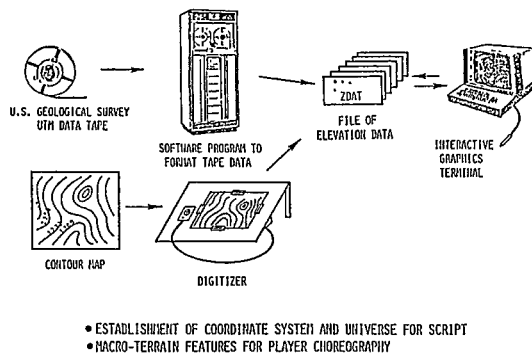 U.S. GEOLOGICAL SURVEY
UTM DATA TAPE
SOFTWARE PROGRAM TO
FORMAT TAPE DATA
ZDAT
FILE OF
ELEVATION DATA
INTERACTIVE
GRAPHICS
TERMINAL
CONTOUR MAP
DIGITIZER
• ESTABLISHMENT OF COORDINATE SYSTEM AND UNIVERSE FOR SCRIPT
• MACRO-TERRAIN FEATURES FOR PLAYER CHOREOGRAPHY